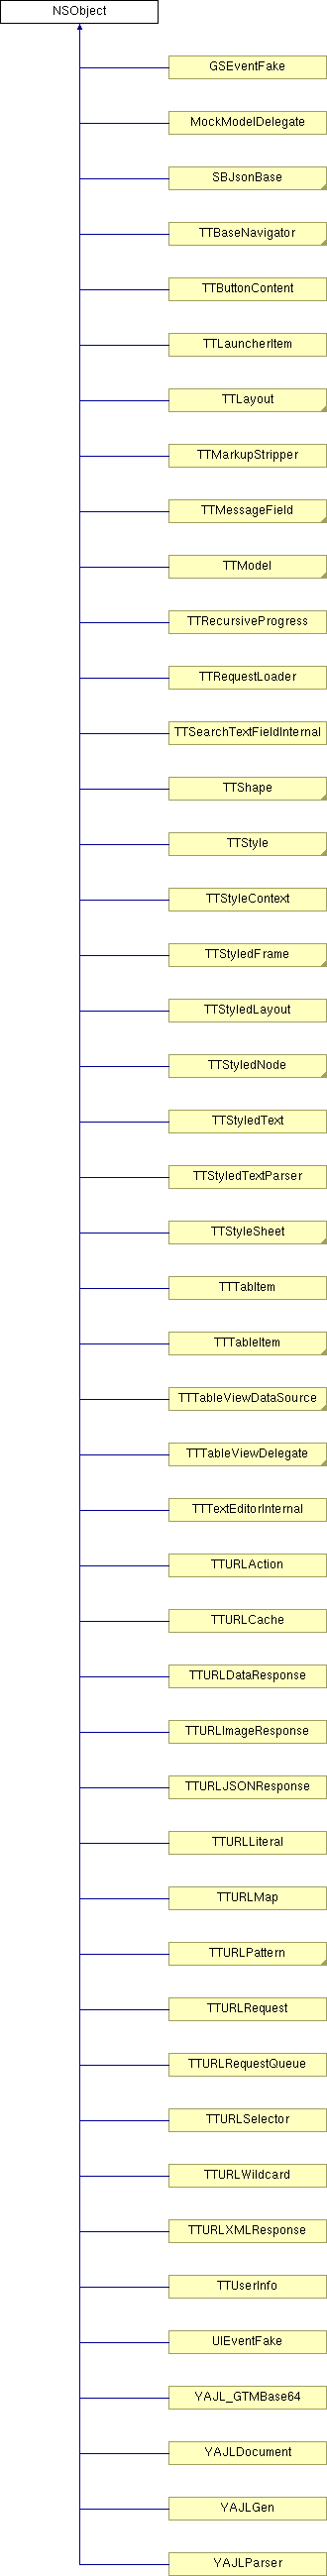 NSObject
GSEventFake
MockModelDelegate
SBJsonBase
TTBaseNavigator
TTButtonContent
TTLauncherItem
TTLayout
TTMarkupStripper
TTMessageField
TTModel
TTRecursiveProgress
TTRequestLoader
TTSearchTextFieldInternal
TTShape
TTStyle
TTStyleContext
TTStyledFrame
TTStyledLayout
TTStyledNode
TTStyledText
TTStyledTextParser
TTStyleSheet
TTTabItem
TTTableItem
TTTableViewDataSource
TTTableViewDelegate
TTTextEditorInternal
TTURLAction
TTURLCache
TTURLDataResponse
TTURLImageResponse
TTURLJSONResponse
TTURLLiteral
TTURLMap
TTURLPattern
TTURLRequest
TTURLRequestQueue
TTURLSelector
TTURLWildcard
TTURLXMLResponse
TTUserInfo
UIEventFake
YAJL_GTMBase64
YAJLDocument
YAJLGen
YAJLParser